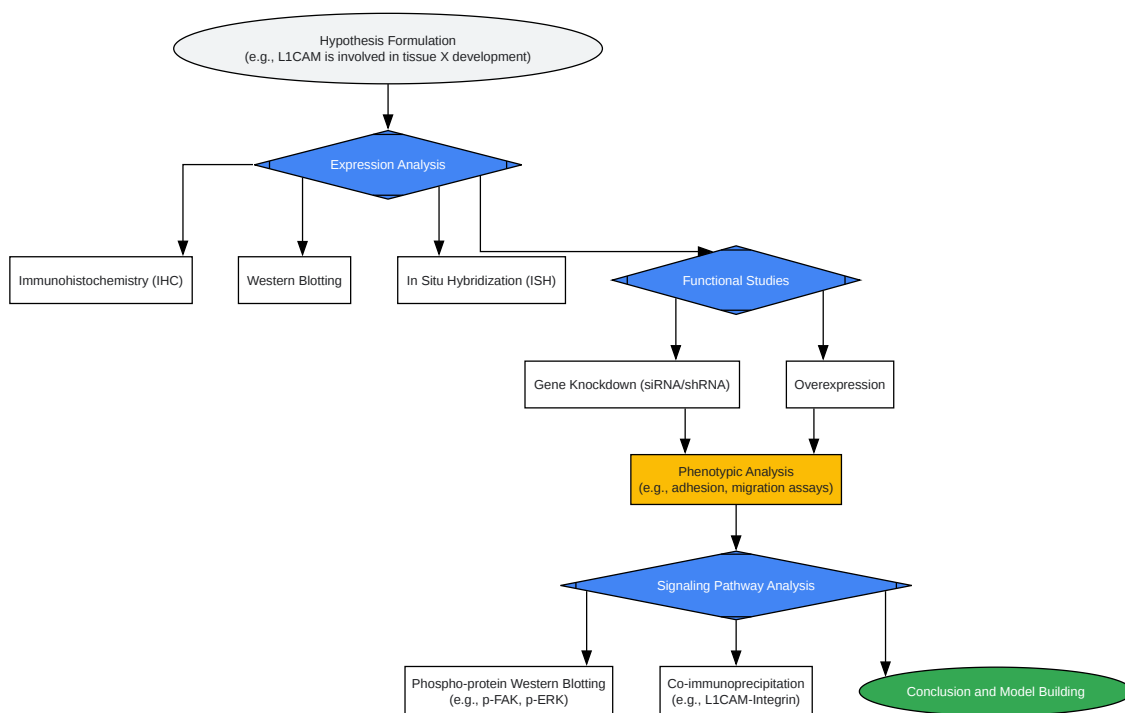 Hypothesis Formulation
(e.g., L1CAM is involved in tissue X development)
Expression Analysis
Immunohistochemistry (IHC)
Western Blotting
In Situ Hybridization (ISH)
Functional Studies
Gene Knockdown (siRNA/shRNA)
Overexpression
Phenotypic Analysis
(e.g., adhesion, migration assays)
Signaling Pathway Analysis
Phospho-protein Western Blotting
(e.g., p-FAK, p-ERK)
Co-immunoprecipitation
(e.g., L1CAM-Integrin)
Conclusion and Model Building